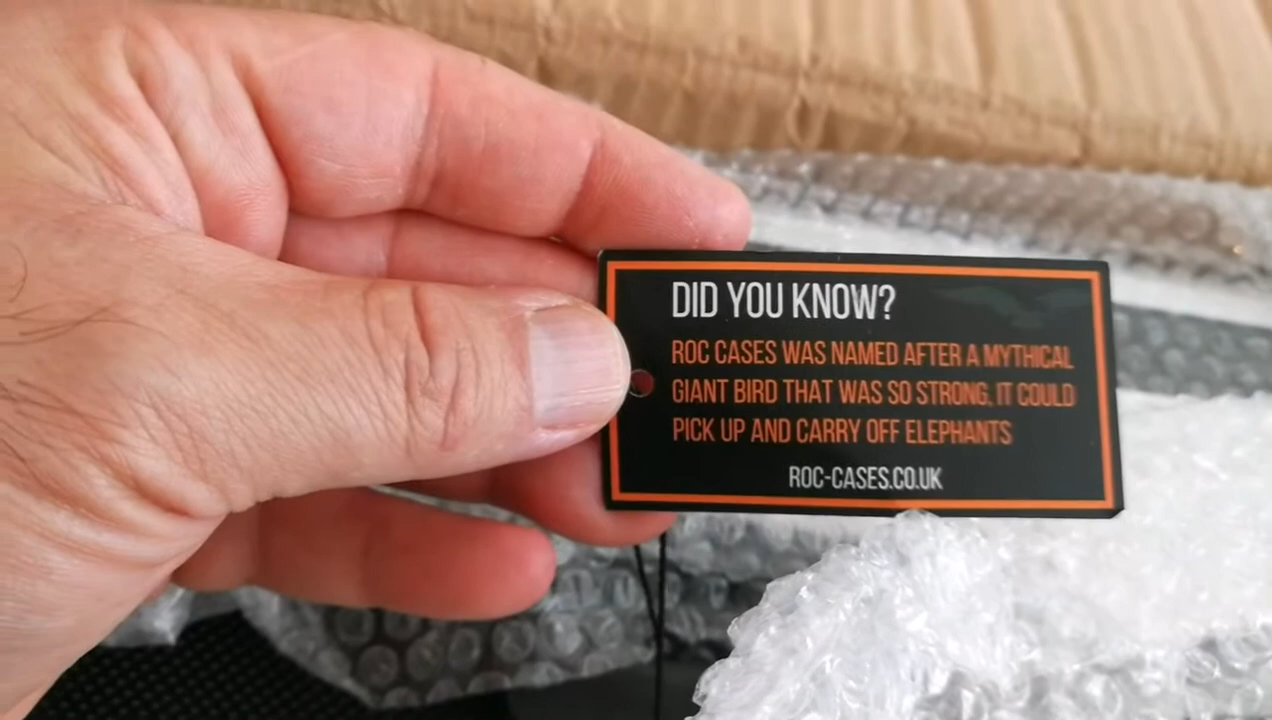 DID YOU KNOW?
ROC CASES WAS NAMED AFTER A MYTHICAL
GIANT BIRD THAT WAS SO STRONG, IT COULD
PICK UP AND CARRY OFF ELEPHANTS
ROC-CASES.CO.UK